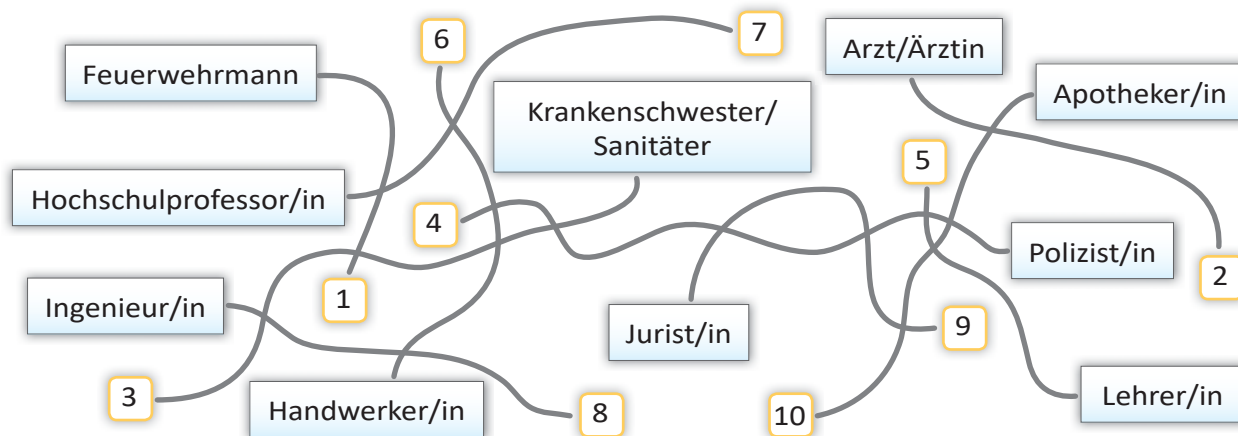 6
7
Arzt/Ärztin
Feuerwehrmann
Apotheker/in
Krankenschwester/
Sanitäter
5
Hochschulprofessor/in
4
Polizist/in
2
1
Ingenieur/in
9
Jurist/in
3
Lehrer/in
Handwerker/in
8
10